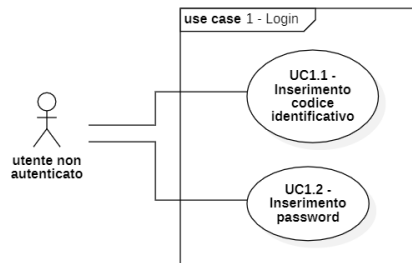 use case 1 - Login
UC1.1 -
Inserimento
codice
identificativo
utente non
autenticato
UC1.2 -
Inserimento
password